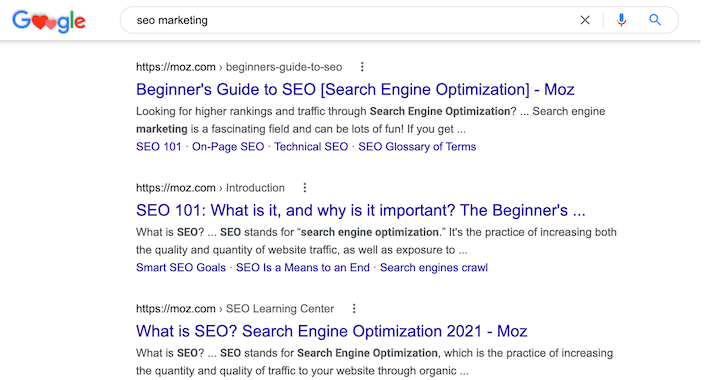 Google
seo marketing
https://moz.com › beginners-guide-to-seo
Beginner's Guide to SEO [Search Engine Optimization] - Moz
Looking for higher rankings and traffic through Search Engine Optimization? ... Search engine
marketing is a fascinating field and can be lots of fun! If you get ...
SEO 101 · On-Page SEO · Technical SEO · SEO Glossary of Terms
https://moz.com › Introduction
SEO 101: What is it, and why is it important? The Beginner's ...
What is SEO? ... SEO stands for “search engine optimization.” It's the practice of increasing both
the quality and quantity of website traffic, as well as exposure to ...
Smart SEO Goals · SEO Is a Means to an End · Search engines crawl
https://moz.com › SEO Learning Center
What is SEO? Search Engine Optimization 2021 - Moz
What is SEO? ... SEO stands for Search Engine Optimization, which is the practice of increasing
the quantity and quality of traffic to your website through organic ...